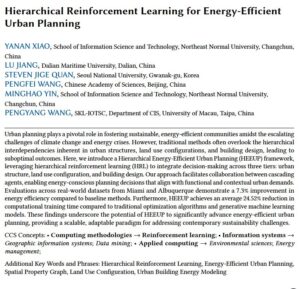 Hierarchical Reinforcement Learning for Energy-Efficient
Urban Planning
YANAN XIAO, School of Information Science and Technology, Northeast Normal University, Changchun,
China
LU JIANG, Dalian Maritime University, Dalian, China
STEVEN JIGE QUAN, Seoul National University, Gwanak-gu, Korea
PENGFEI WANG, Chinese Academy of Sciences, Beijing, China
MINGHAO YIN, School of Information Science and Technology, Northeast Normal University,
Changchun, China
PENGYANG WANG, SKL-IOTSC, Department of CIS, University of Macau, Taipa, China
Urban planning plays a pivotal role in fostering sustainable, energy-efficient communities amidst the escalating
challenges of climate change and energy crises. However, traditional methods often overlook the hierarchical
interdependencies inherent in urban structures, land use configurations, and building design, leading to
suboptimal outcomes. Here, we introduce a Hierarchical Energy-Efficient Urban Planning (HEEUP) framework,
leveraging hierarchical reinforcement learning (HRL) to integrate decision-making across three tiers: urban
structure, land use configuration, and building design. Our approach facilitates collaboration between cascading
agents, enabling energy-conscious planning decisions that align with functional and contextual urban demands.
Evaluations across real-world datasets from Miami and Albuquerque demonstrate a 7.3% improvement in
energy efficiency compared to baseline methods. Furthermore, HEEUP achieves an average 24.52% reduction
in computational training time compared to traditional optimization algorithms and generative machine learning
models. These findings underscore the potential of HEEUP to significantly advance energy-efficient urban
planning, providing a scalable, adaptable paradigm for addressing contemporary sustainability challenges.
CCS Concepts: • Computing methodologies → Reinforcement learning; • Information systems →
Geographic information systems; Data mining; • Applied computing → Environmental sciences; Energy
management;
Additional Key Words and Phrases: Hierarchical Reinforcement Learning, Energy-Efficient Urban Planning,
Spatial Property Graph, Land Use Configuration, Urban Building Energy Modeling